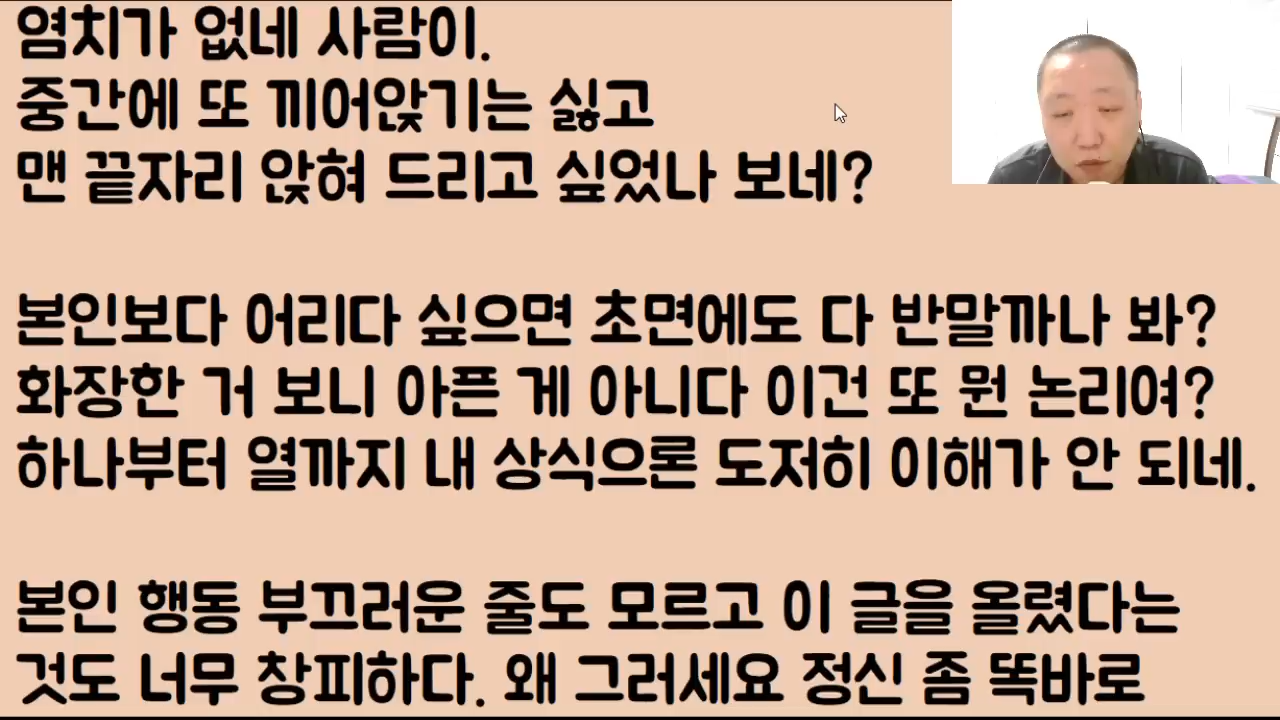 염치가 없네 사람이.
중간에 또 끼어앉기는 싫고
맨 끝자리 앉혀 드리고 싶었나 보네?
본인보다 어리다 싶으면 초면에도 다 반말까나 봐?
화장한 거 보니 아픈 게 아니다 이건 또 뭔 논리여?
하나부터 열까지 내 상식으론 도저히 이해가 안 되네.
본인 행동 부끄러운 줄도 모르고 이 글을 올렸다는
것도 너무 창피하다. 왜 그러세요 정신 좀 똑바로